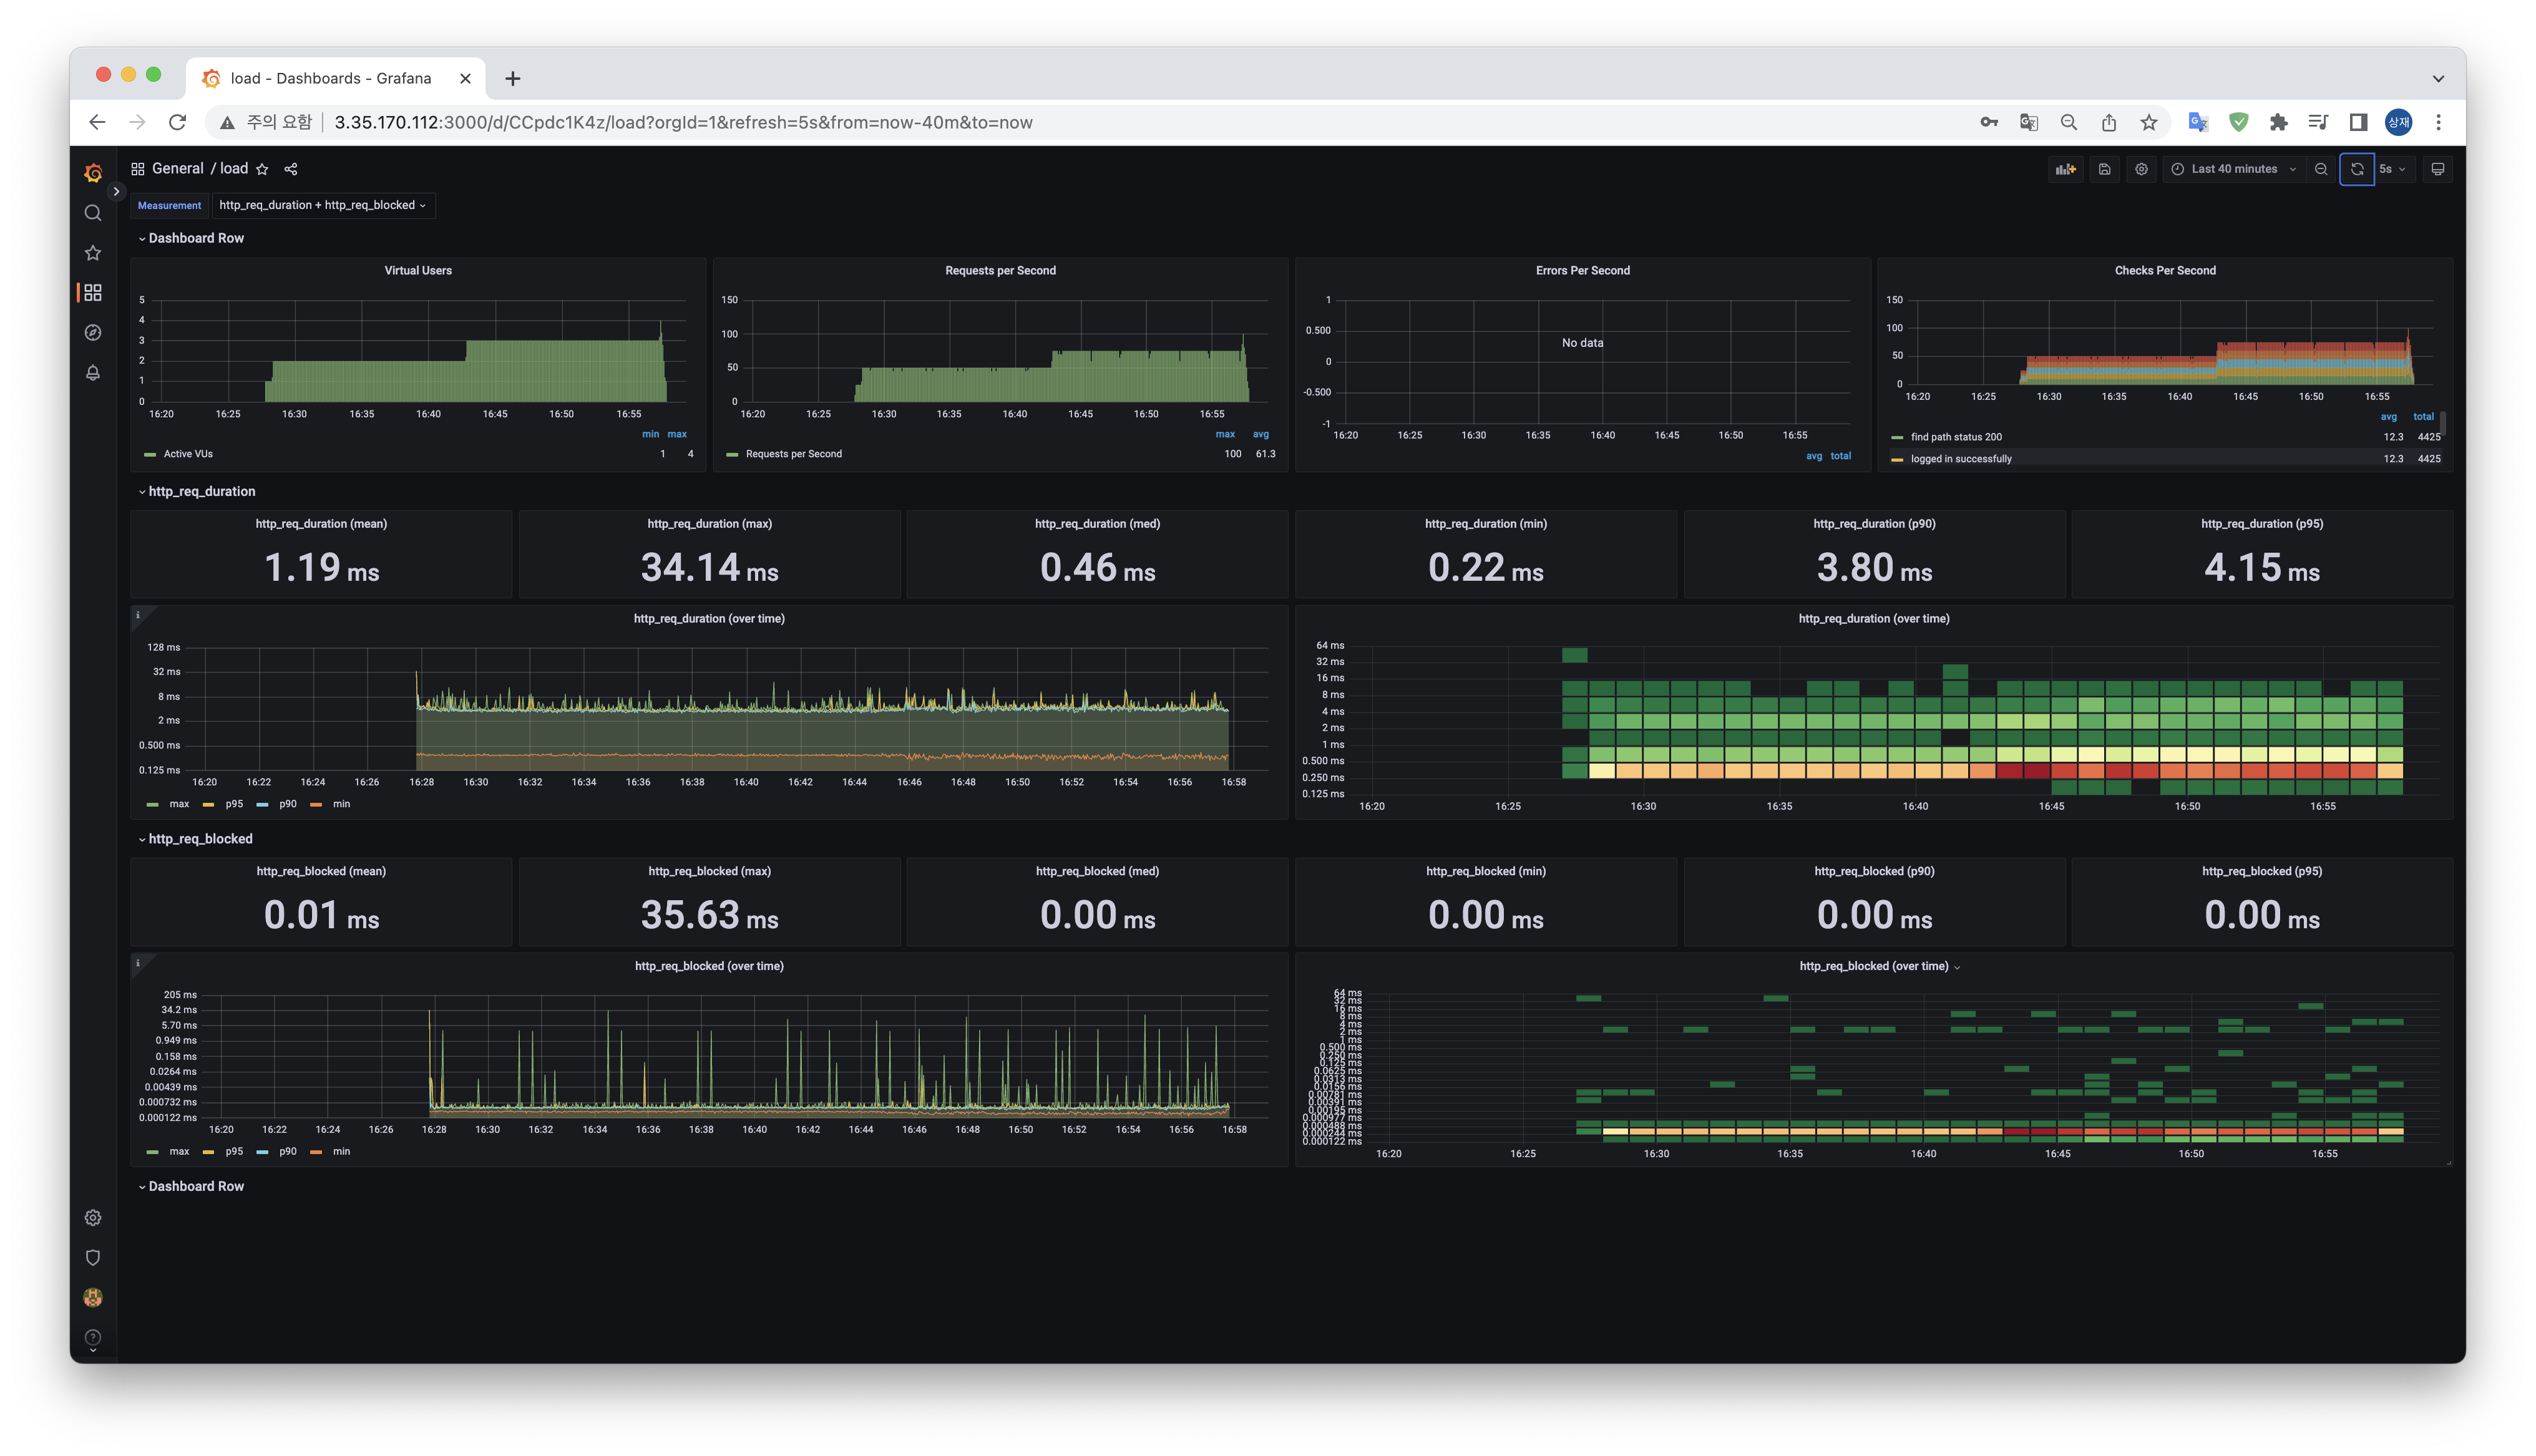 load - Dashboards - Grafana
주의 요함 3.35.170.112:3000/d/CCpdc1K4z/load?orgId=1&refresh=5s&from=now-40m&to=now 상재
General / load Last 40 minutes 5s
Measurement http_req_duration + http_req_blocked
Dashboard Row
Virtual Users
5
4
3
2
1
0
16:20 16:25 16:30 16:35 16:40 16:45 16:50 16:55
min max
Active VUs 1 4
Requests per Second
150
100
50
0
16:20 16:25 16:30 16:35 16:40 16:45 16:50 16:55
max avg
Requests per Second 100 61.3
Errors Per Second
1
0.500
No data
0
-0.500
-1
16:20 16:25 16:30 16:35 16:40 16:45 16:50 16:55
avg total
Checks Per Second
150
100
50
0
16:20 16:25 16:30 16:35 16:40 16:45 16:50 16:55
avg total
find path status 200 12.3 4425
logged in successfully 12.3 4425
http_req_duration
http_req_duration (mean)
1.19 ms
http_req_duration (max)
34.14 ms
http_req_duration (med)
0.46 ms
http_req_duration (min)
0.22 ms
http_req_duration (p90)
3.80 ms
http_req_duration (p95)
4.15 ms
http_req_duration (over time)
128 ms
32 ms
8 ms
2 ms
0.500 ms
0.125 ms
16:20 16:22 16:24 16:26 16:28 16:30 16:32 16:34 16:36 16:38 16:40 16:42 16:44 16:46 16:48 16:50 16:52 16:54 16:56 16:58
max p95 p90 min
http_req_duration (over time)
64 ms
32 ms
16 ms
8 ms
4 ms
2 ms
1 ms
0.500 ms
0.250 ms
0.125 ms
16:20 16:25 16:30 16:35 16:40 16:45 16:50 16:55
http_req_blocked
http_req_blocked (mean)
0.01 ms
http_req_blocked (max)
35.63 ms
http_req_blocked (med)
0.00 ms
http_req_blocked (min)
0.00 ms
http_req_blocked (p90)
0.00 ms
http_req_blocked (p95)
0.00 ms
http_req_blocked (over time)
205 ms
34.2 ms
5.70 ms
0.949 ms
0.158 ms
0.0264 ms
0.00439 ms
0.000732 ms
0.000122 ms
16:20 16:22 16:24 16:26 16:28 16:30 16:32 16:34 16:36 16:38 16:40 16:42 16:44 16:46 16:48 16:50 16:52 16:54 16:56 16:58
max p95 p90 min
http_req_blocked (over time)
64 ms
32 ms
16 ms
8 ms
4 ms
2 ms
1 ms
0.500 ms
0.250 ms
0.125 ms
0.0625 ms
0.0313 ms
0.0156 ms
0.00781 ms
0.00391 ms
0.00195 ms
0.000977 ms
0.000488 ms
0.000244 ms
0.000122 ms
16:20 16:25 16:30 16:35 16:40 16:45 16:50 16:55
Dashboard Row